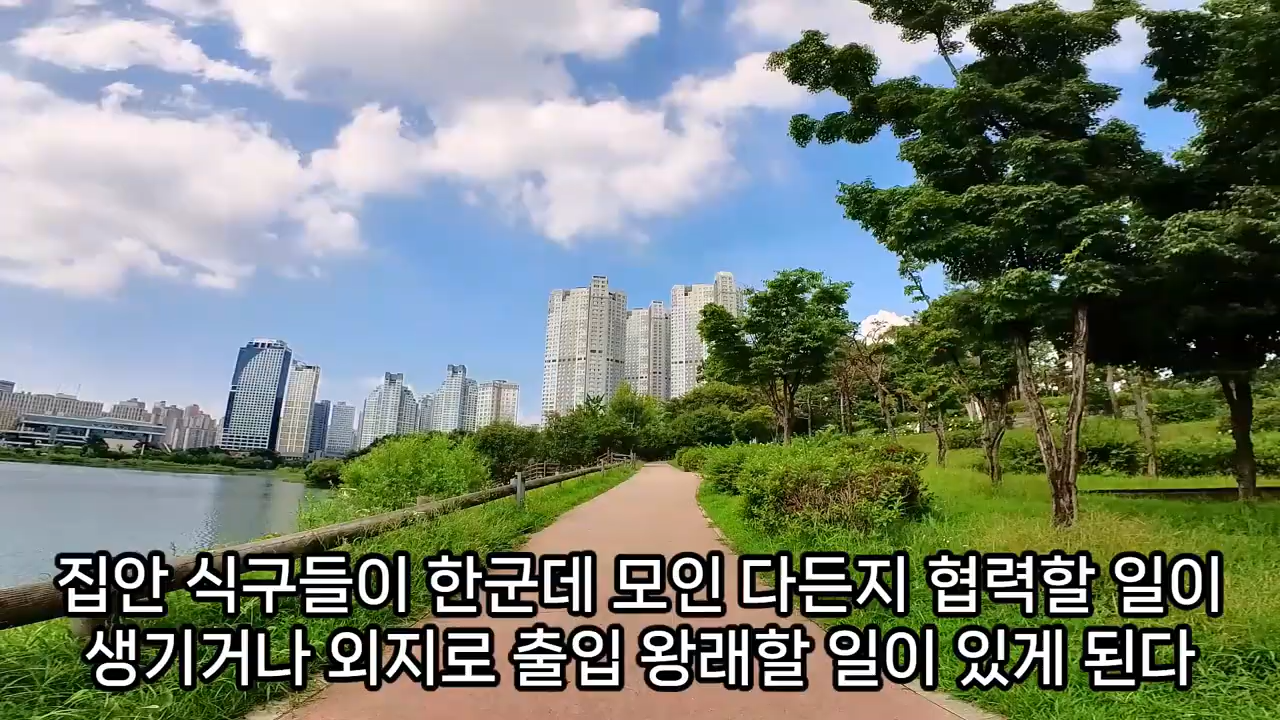 집안 식구들이 한군데 모인 다든지 협력할 일이
생기거나 외지로 출입 왕래할 일이 있게 된다